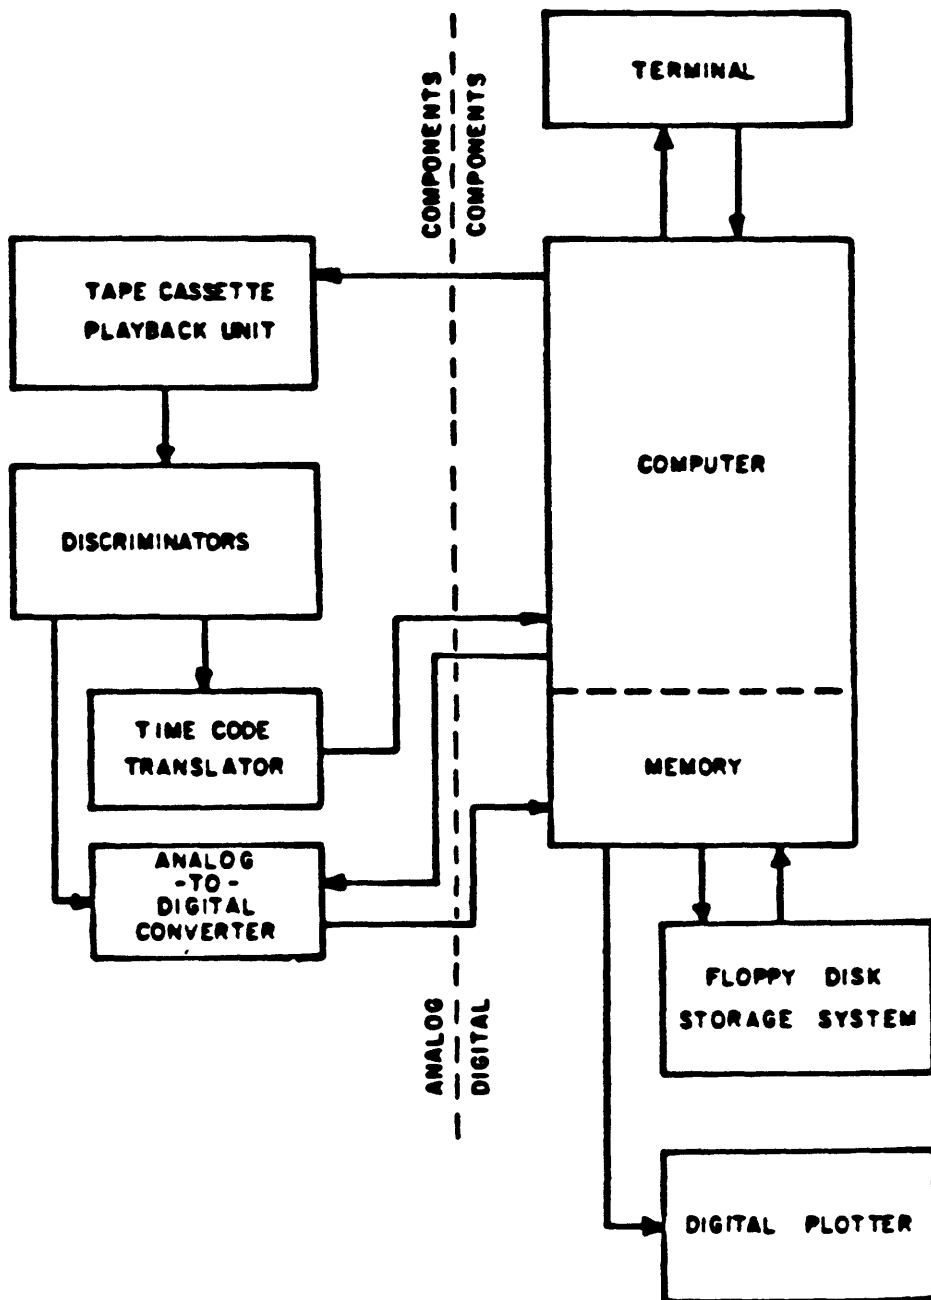 TERMINAL
COMPONENTS
COMPONENTS
TAPE CASSETTE
PLAYBACK UNIT
COMPUTER
DISCRIMINATORS
TIME CODE
TRANSLATOR
MEMORY
ANALOG
-TO-
DIGITAL
CONVERTER
FLOPPY DISK
STORAGE SYSTEM
ANALOG
DIGITAL
DIGITAL PLOTTER